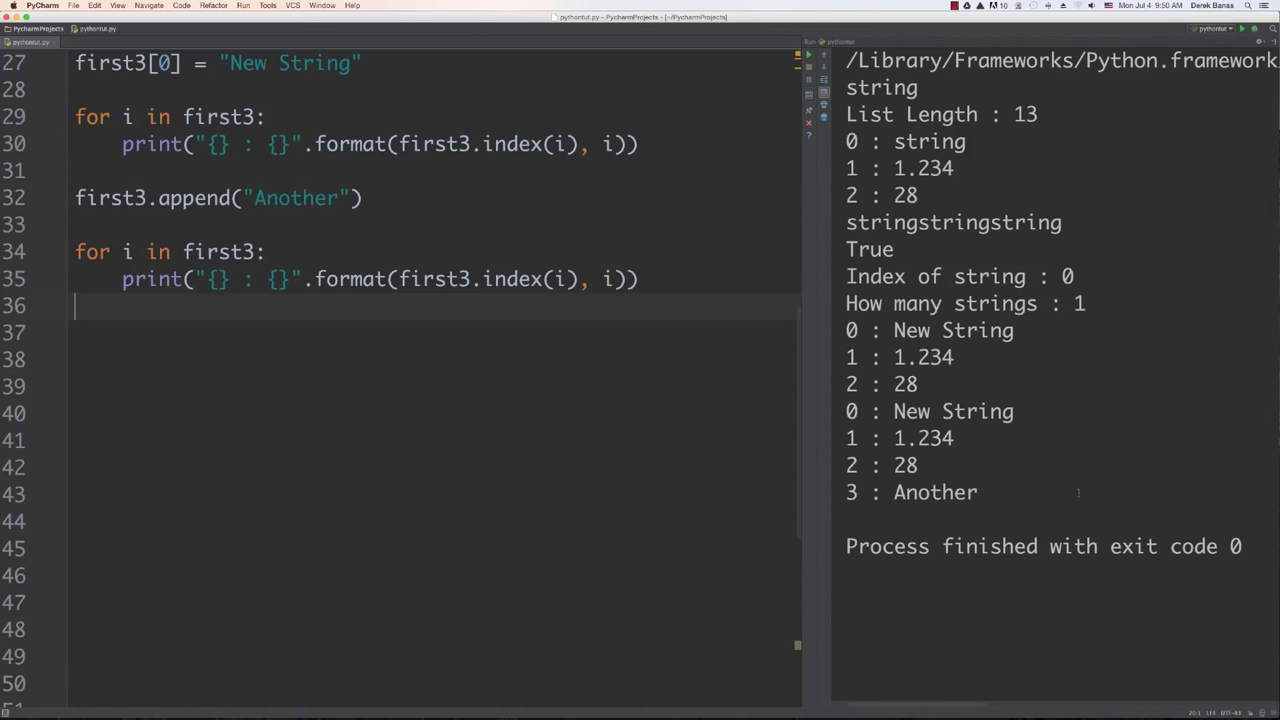 PyCharm File Edit View Navigate Code Refactor Run Tools VCS Window Help
10 Mon Jul 4 9:50 AM Derek Banas
pythontut.py - PycharmProjects - [~/PycharmProjects]
PycharmProjects pythontut.py
pythontut
pythontut.py
Run pythontut
27 first3[0] = "New String"
28
29 for i in first3:
30 print("{} : {}".format(first3.index(i), i))
31
32 first3.append("Another")
33
34 for i in first3:
35 print("{} : {}".format(first3.index(i), i))
36
37
38
39
40
41
42
43
44
45
46
47
48
49
50
/Library/Frameworks/Python.framework
string
List Length : 13
0 : string
1 : 1.234
2 : 28
stringstringstring
True
Index of string : 0
How many strings : 1
0 : New String
1 : 1.234
2 : 28
0 : New String
1 : 1.234
2 : 28
3 : Another
Process finished with exit code 0
20:1 LF UTF-8